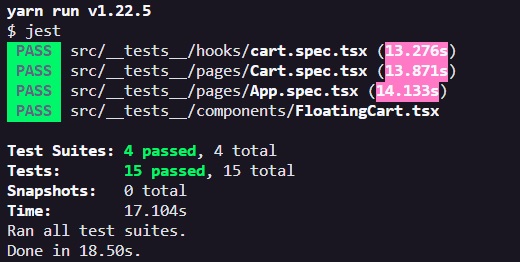 yarn run v1.22.5
$ jest
PASS src/__tests__/hooks/cart.spec.tsx (13.276s)
PASS src/__tests__/pages/Cart.spec.tsx (13.871s)
PASS src/__tests__/pages/App.spec.tsx (14.133s)
PASS src/__tests__/components/FloatingCart.tsx
Test Suites: 4 passed, 4 total
Tests: 15 passed, 15 total
Snapshots: 0 total
Time: 17.104s
Ran all test suites.
Done in 18.50s.